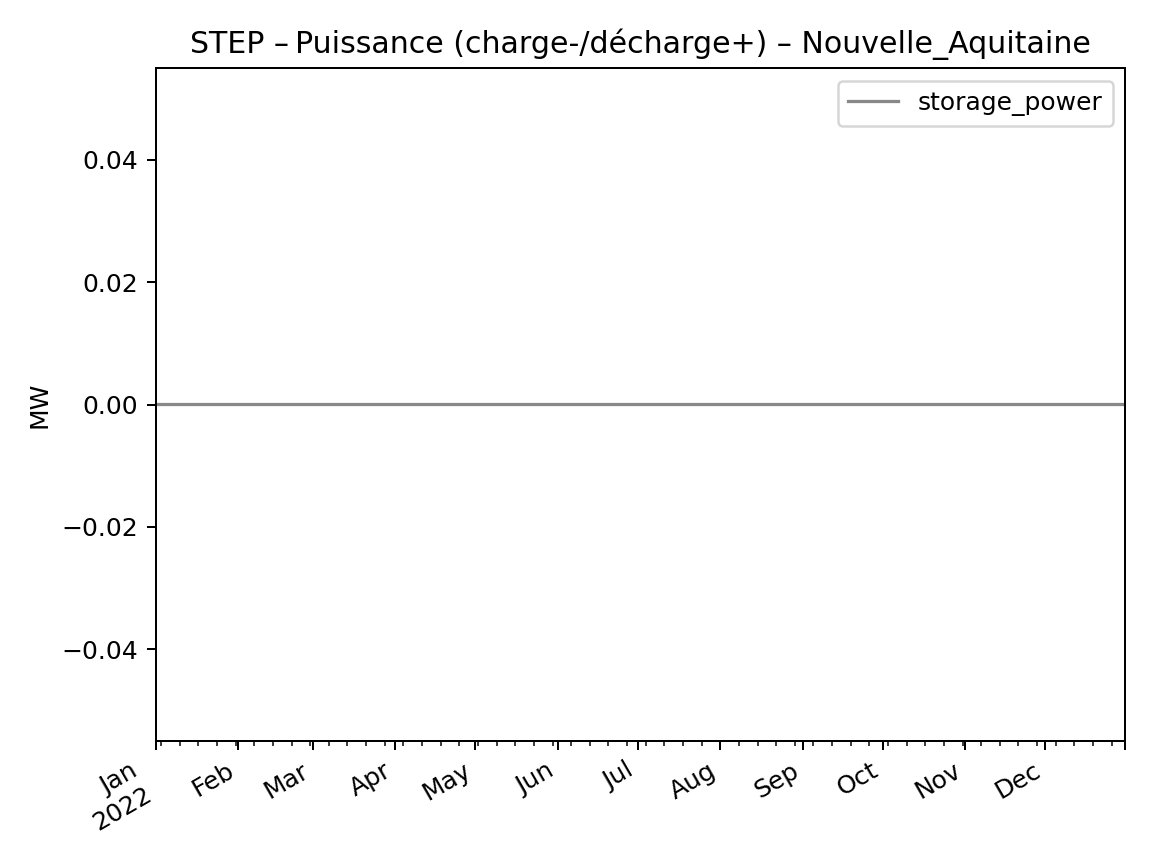 STEP – Puissance (charge-/décharge+) – Nouvelle_Aquitaine
storage_power
0.04
0.02
0.00
−0.02
−0.04
MW
Jan
2022
Feb
Mar
Apr
May
Jun
Jul
Aug
Sep
Oct
Nov
Dec